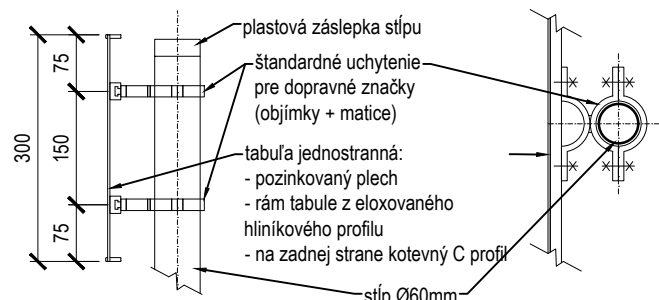 plastová záslepka stĺpu
štandardné uchytenie
pre dopravné značky
(objímky + matice)
tabuľa jednostranná:
- pozinkovaný plech
- rám tabule z eloxovaného
hliníkového profilu
- na zadnej strane kotevný C profil
stĺp Ø60mm
75
300
150
75